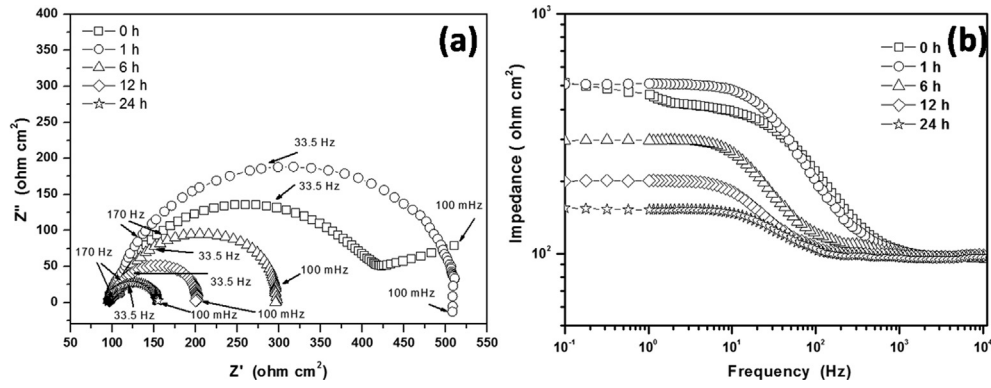 (a)
0 h
1 h
6 h
12 h
24 h
400
350
300
250
200
150
100
50
0
Z" (ohm cm²)
33.5 Hz
33.5 Hz
170 Hz
100 mHz
33.5 Hz
170 Hz
100 mHz
33.5 Hz
100 mHz
33.5 Hz
100 mHz
100 mHz
50 100 150 200 250 300 350 400 450 500 550
Z' (ohm cm²)
(b)
0 h
1 h
6 h
12 h
24 h
10³
10²
Impedance ( ohm cm²)
10⁻¹ 10⁰ 10¹ 10² 10³ 10⁴
Frequency (Hz)